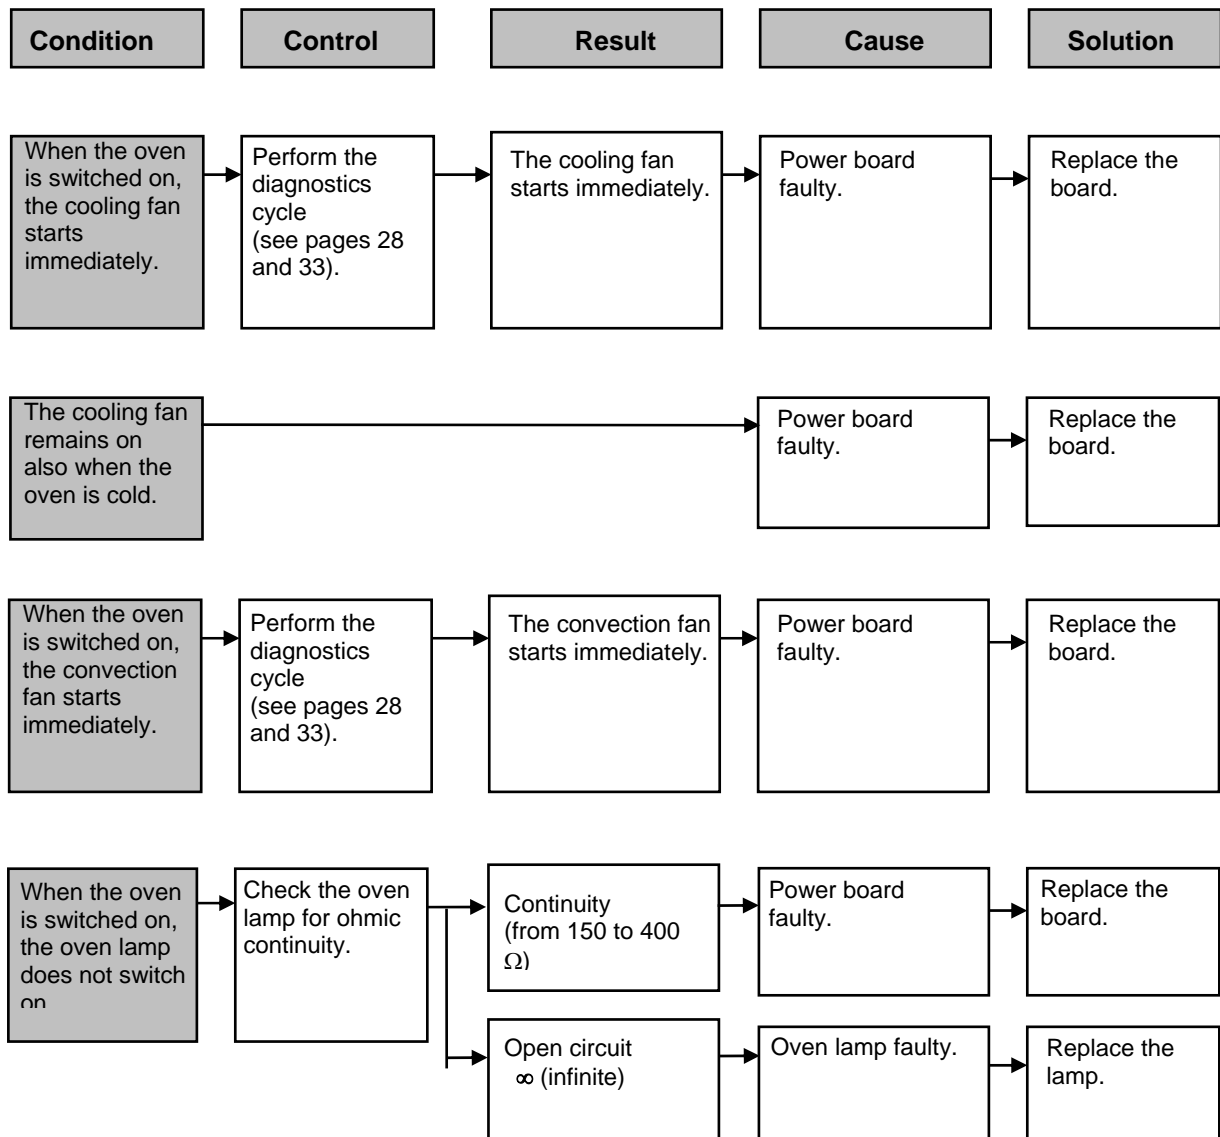 Condition
Control
Result
Cause
Solution
When the oven
is switched on,
the cooling fan
starts
immediately.
Perform the
diagnostics
cycle
(see pages 28
and 33).
The cooling fan
starts immediately.
Power board
faulty.
Replace the
board.
The cooling fan
remains on
also when the
oven is cold.
Power board
faulty.
Replace the
board.
When the oven
is switched on,
the convection
fan starts
immediately.
Perform the
diagnostics
cycle
(see pages 28
and 33).
The convection fan
starts immediately.
Power board
faulty.
Replace the
board.
When the oven
is switched on,
the oven lamp
does not switch
on
Check the oven
lamp for ohmic
continuity.
Continuity
(from 150 to 400
Ω)
Power board
faulty.
Replace the
board.
Open circuit
∞ (infinite)
Oven lamp faulty.
Replace the
lamp.